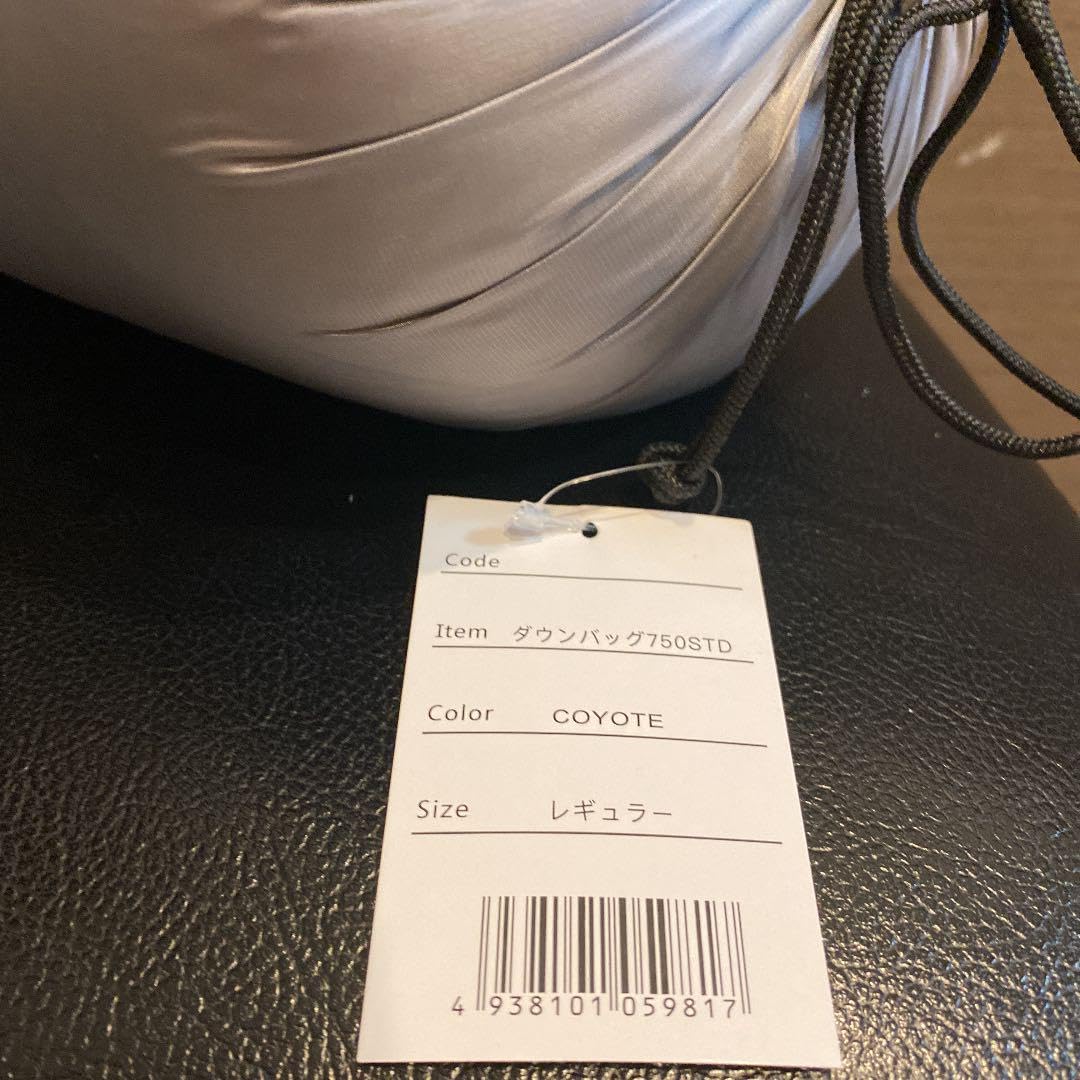 Code
Item ダウンバッグ750STD
Color COYOTE
Size レギュラー
4 938101 059817